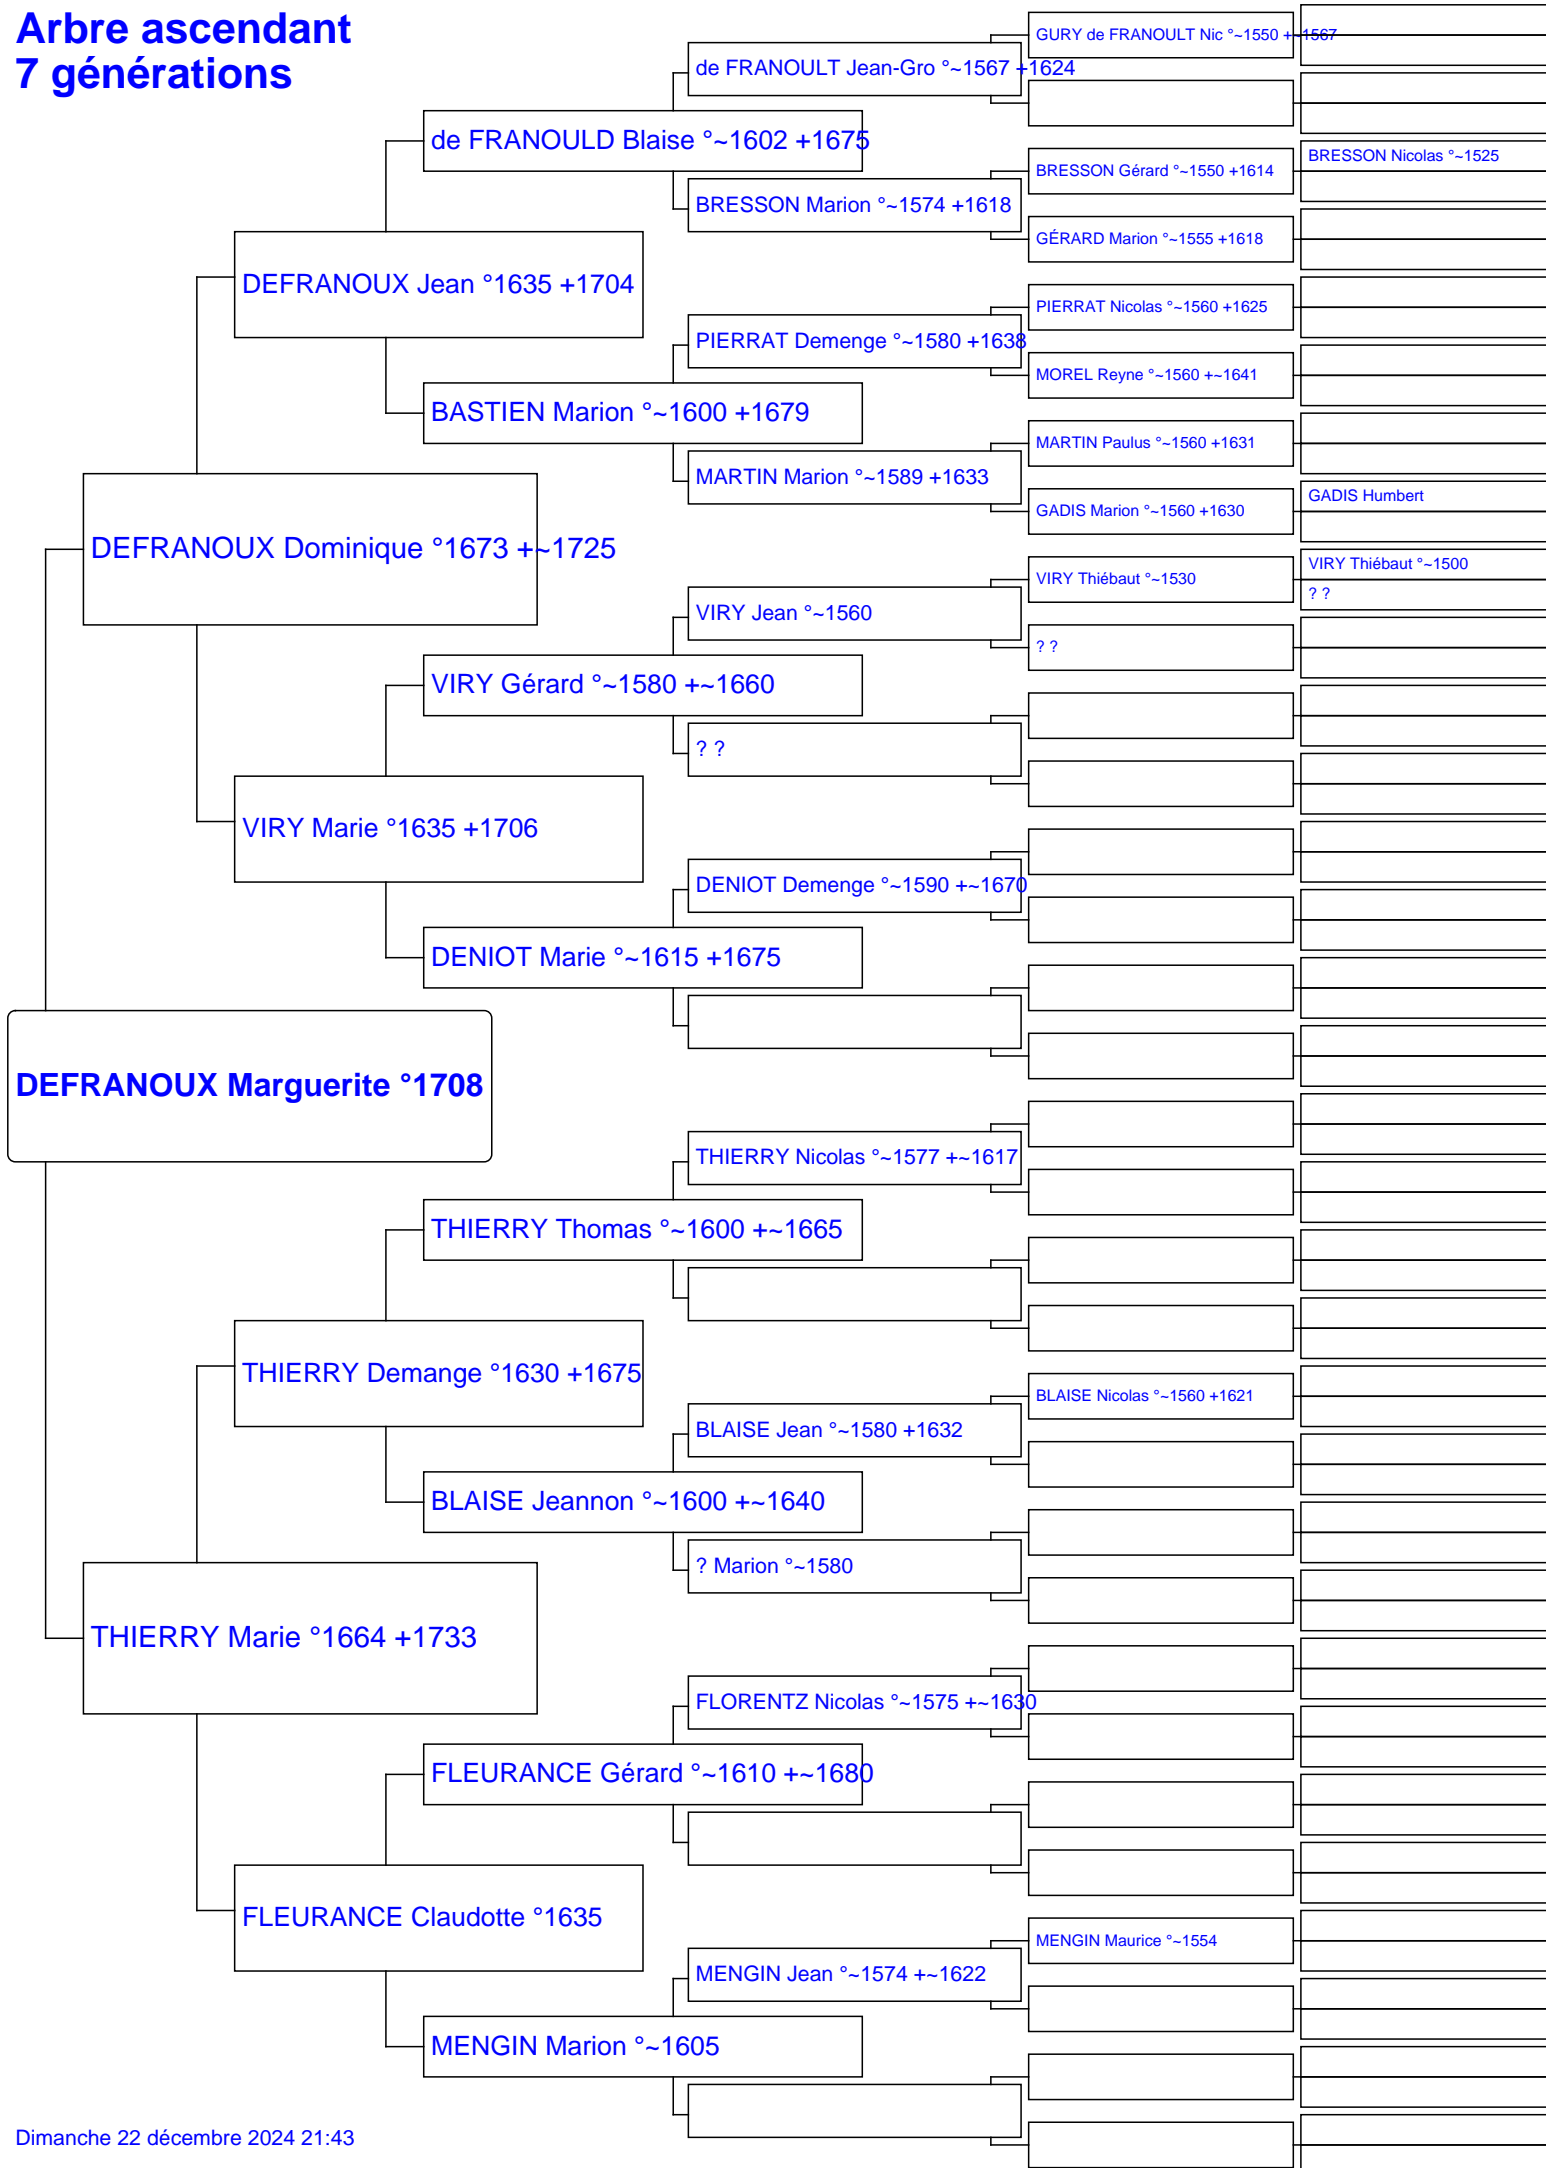 Arbre ascendant
7 générations
GURY de FRANOULT Nic °~1550 +~1567
de FRANOULT Jean-Gro °~1567 +1624
de FRANOULD Blaise °~1602 +1675
BRESSON Nicolas °~1525
BRESSON Gérard °~1550 +1614
BRESSON Marion °~1574 +1618
GÉRARD Marion °~1555 +1618
DEFRANOUX Jean °1635 +1704
PIERRAT Nicolas °~1560 +1625
PIERRAT Demenge °~1580 +1638
MOREL Reyne °~1560 +~1641
BASTIEN Marion °~1600 +1679
MARTIN Paulus °~1560 +1631
MARTIN Marion °~1589 +1633
GADIS Humbert
GADIS Marion °~1560 +1630
DEFRANOUX Dominique °1673 +~1725
VIRY Thiébaut °~1500
VIRY Thiébaut °~1530
? ?
VIRY Jean °~1560
? ?
VIRY Gérard °~1580 +~1660
? ?
VIRY Marie °1635 +1706
DENIOT Demenge °~1590 +~1670
DENIOT Marie °~1615 +1675
DEFRANOUX Marguerite °1708
THIERRY Nicolas °~1577 +~1617
THIERRY Thomas °~1600 +~1665
THIERRY Demange °1630 +1675
BLAISE Nicolas °~1560 +1621
BLAISE Jean °~1580 +1632
BLAISE Jeannon °~1600 +~1640
? Marion °~1580
THIERRY Marie °1664 +1733
FLORENTZ Nicolas °~1575 +~1630
FLEURANCE Gérard °~1610 +~1680
FLEURANCE Claudotte °1635
MENGIN Maurice °~1554
MENGIN Jean °~1574 +~1622
MENGIN Marion °~1605
Dimanche 22 décembre 2024 21:43